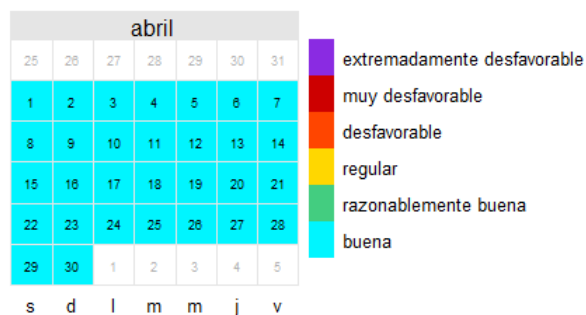 abril
25 26 27 28 29 30 31
1 2 3 4 5 6 7
8 9 10 11 12 13 14
15 16 17 18 19 20 21
22 23 24 25 26 27 28
29 30 1 2 3 4 5
s d l m m j v
extremadamente desfavorable
muy desfavorable
desfavorable
regular
razonablemente buena
buena